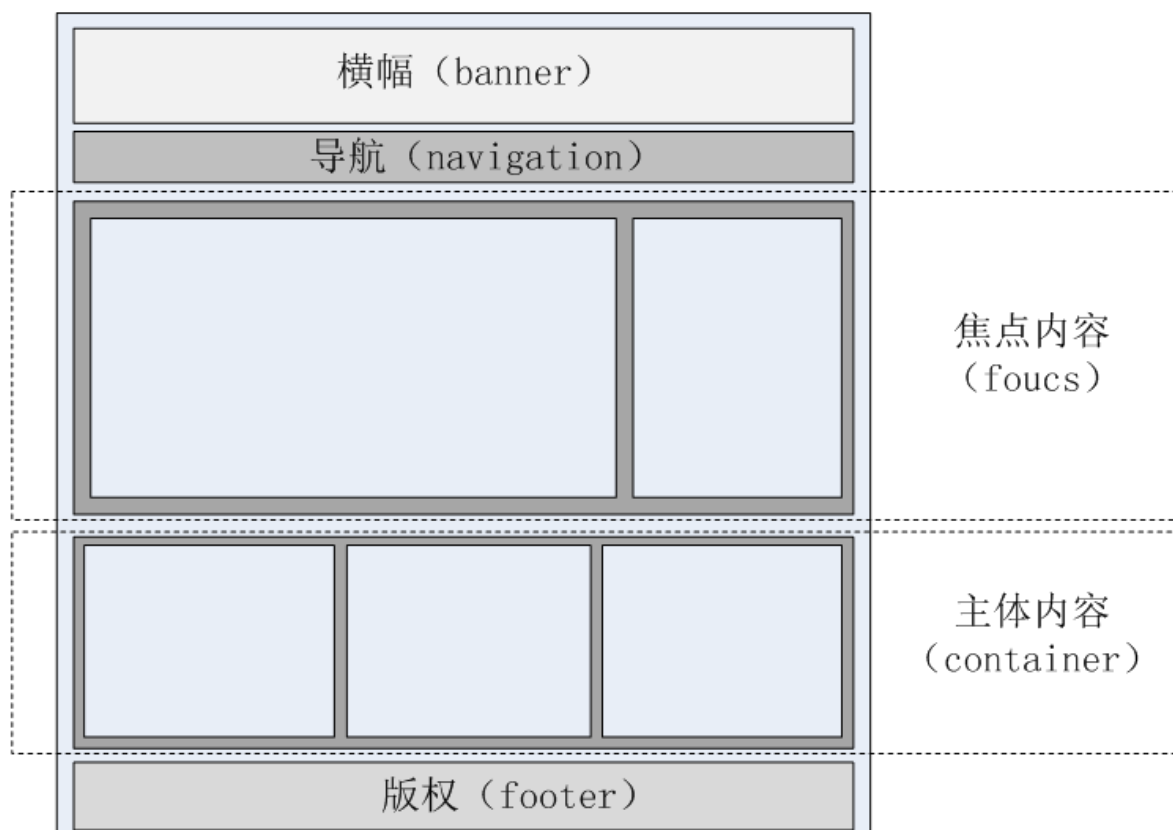 横幅（banner）
导航（navigation）
焦点内容
（foucs）
主体内容
（container）
版权（footer）